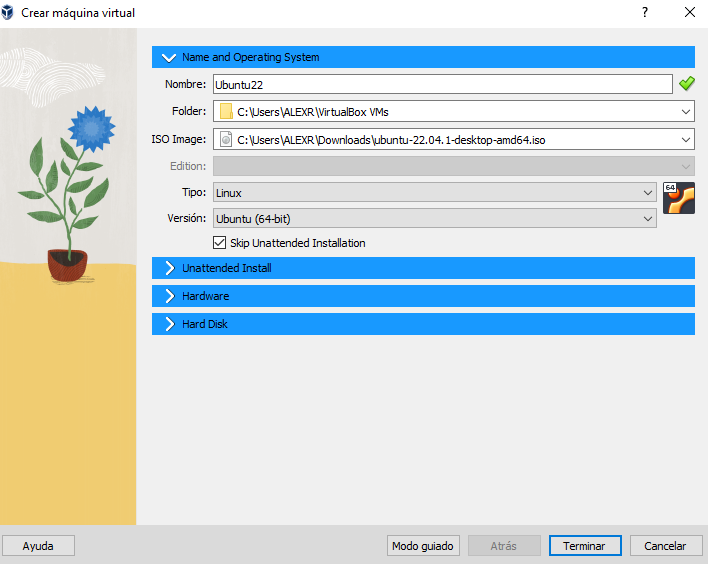 Crear máquina virtual
?
Name and Operating System
Nombre: Ubuntu22
Folder: C:\Users\ALEXR\VirtualBox VMs
ISO Image: C:\Users\ALEXR\Downloads\ubuntu-22.04.1-desktop-amd64.iso
Edition:
Tipo: Linux
64
Versión: Ubuntu (64-bit)
Skip Unattended Installation
Unattended Install
Hardware
Hard Disk
Ayuda Modo guiado Atrás Terminar Cancelar